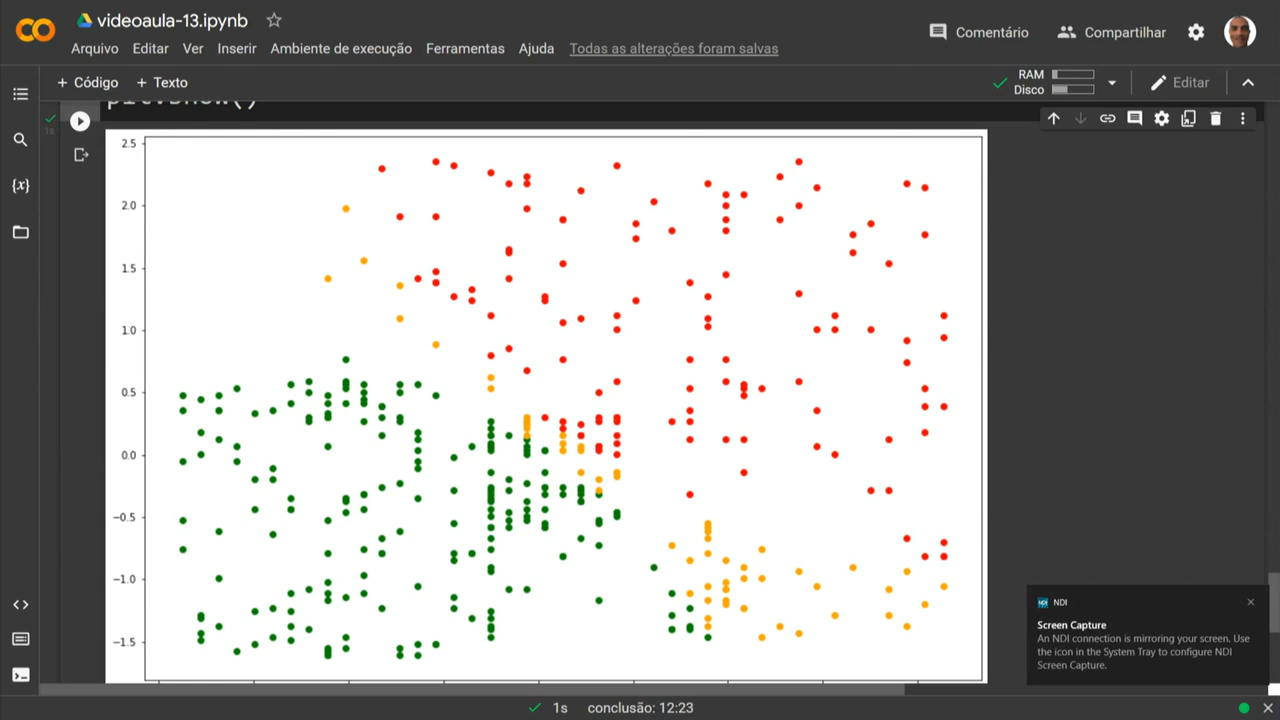 videoaula-13.ipynb
Arquivo Editar Ver Inserir Ambiente de execução Ferramentas Ajuda Todas as alterações foram salvas
Comentário
Compartilhar
+ Código + Texto
RAM
Disco
Editar
{x}
1s
2.5
2.0
1.5
1.0
0.5
0.0
−0.5
−1.0
−1.5
NDI
Screen Capture
An NDI connection is mirroring your screen. Use
the icon in the System Tray to configure NDI
Screen Capture.
1s conclusão: 12:23